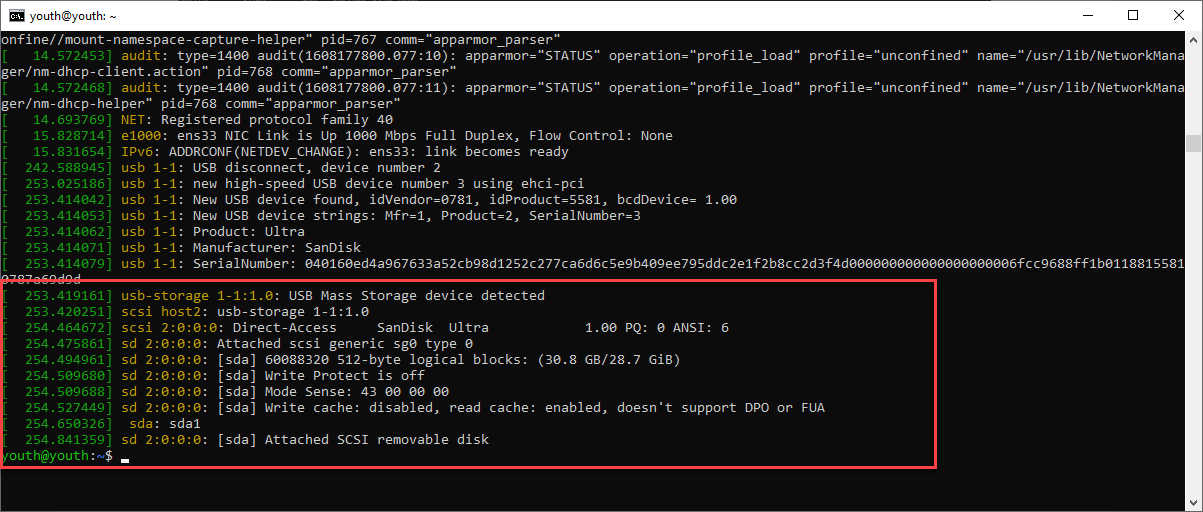 youth@youth: ~
onfine//mount-namespace-capture-helper" pid=767 comm="apparmor_parser"
[   14.572453] audit: type=1400 audit(1608177800.077:10): apparmor="STATUS" operation="profile_load" profile="unconfined" name="/usr/lib/NetworkMana
ger/nm-dhcp-client.action" pid=768 comm="apparmor_parser"
[   14.572468] audit: type=1400 audit(1608177800.077:11): apparmor="STATUS" operation="profile_load" profile="unconfined" name="/usr/lib/NetworkMana
ger/nm-dhcp-helper" pid=768 comm="apparmor_parser"
[   14.693769] NET: Registered protocol family 40
[   15.828714] e1000: ens33 NIC Link is Up 1000 Mbps Full Duplex, Flow Control: None
[   15.831654] IPv6: ADDRCONF(NETDEV_CHANGE): ens33: link becomes ready
[  242.588945] usb 1-1: USB disconnect, device number 2
[  253.025186] usb 1-1: new high-speed USB device number 3 using ehci-pci
[  253.414042] usb 1-1: New USB device found, idVendor=0781, idProduct=5581, bcdDevice= 1.00
[  253.414053] usb 1-1: New USB device strings: Mfr=1, Product=2, SerialNumber=3
[  253.414062] usb 1-1: Product: Ultra
[  253.414071] usb 1-1: Manufacturer: SanDisk
[  253.414079] usb 1-1: SerialNumber: 040160ed4a967633a52cb98d1252c277ca6d6c5e9b409ee795ddc2e1f2b8cc2d3f4d000000000000000000006fcc9688ff1b0118815581
0787a69d9d
[  253.419161] usb-storage 1-1:1.0: USB Mass Storage device detected
[  253.420251] scsi host2: usb-storage 1-1:1.0
[  254.464672] scsi 2:0:0:0: Direct-Access     SanDisk  Ultra            1.00 PQ: 0 ANSI: 6
[  254.475861] sd 2:0:0:0: Attached scsi generic sg0 type 0
[  254.494961] sd 2:0:0:0: [sda] 60088320 512-byte logical blocks: (30.8 GB/28.7 GiB)
[  254.509680] sd 2:0:0:0: [sda] Write Protect is off
[  254.509688] sd 2:0:0:0: [sda] Mode Sense: 43 00 00 00
[  254.527449] sd 2:0:0:0: [sda] Write cache: disabled, read cache: enabled, doesn't support DPO or FUA
[  254.650326]  sda: sda1
[  254.841359] sd 2:0:0:0: [sda] Attached SCSI removable disk
youth@youth:~$